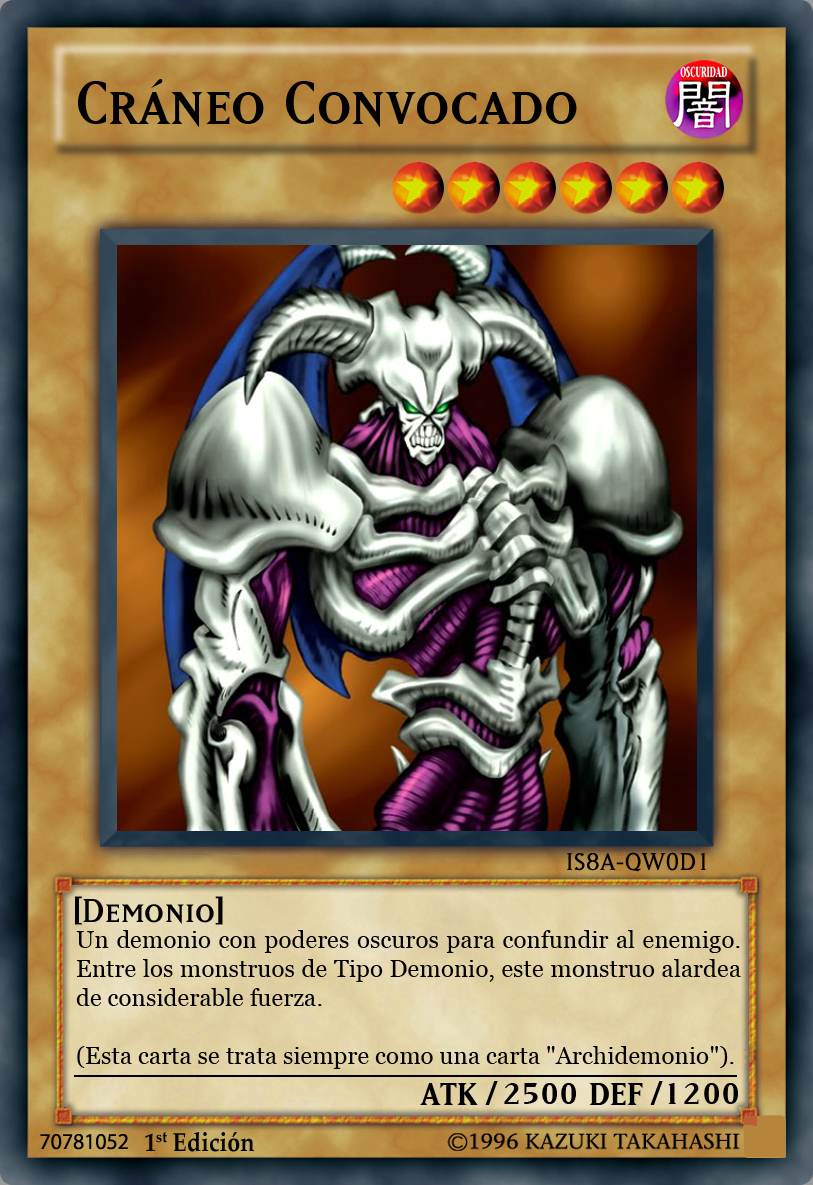 Cráneo Convocado
OSCURIDAD
闇
IS8A-QW0D1
[Demonio]
Un demonio con poderes oscuros para confundir al enemigo.
Entre los monstruos de Tipo Demonio, este monstruo alardea
de considerable fuerza.
(Esta carta se trata siempre como una carta "Archidemonio").
ATK / 2500 DEF / 1200
70781052 1st Edición ©1996 KAZUKI TAKAHASHI